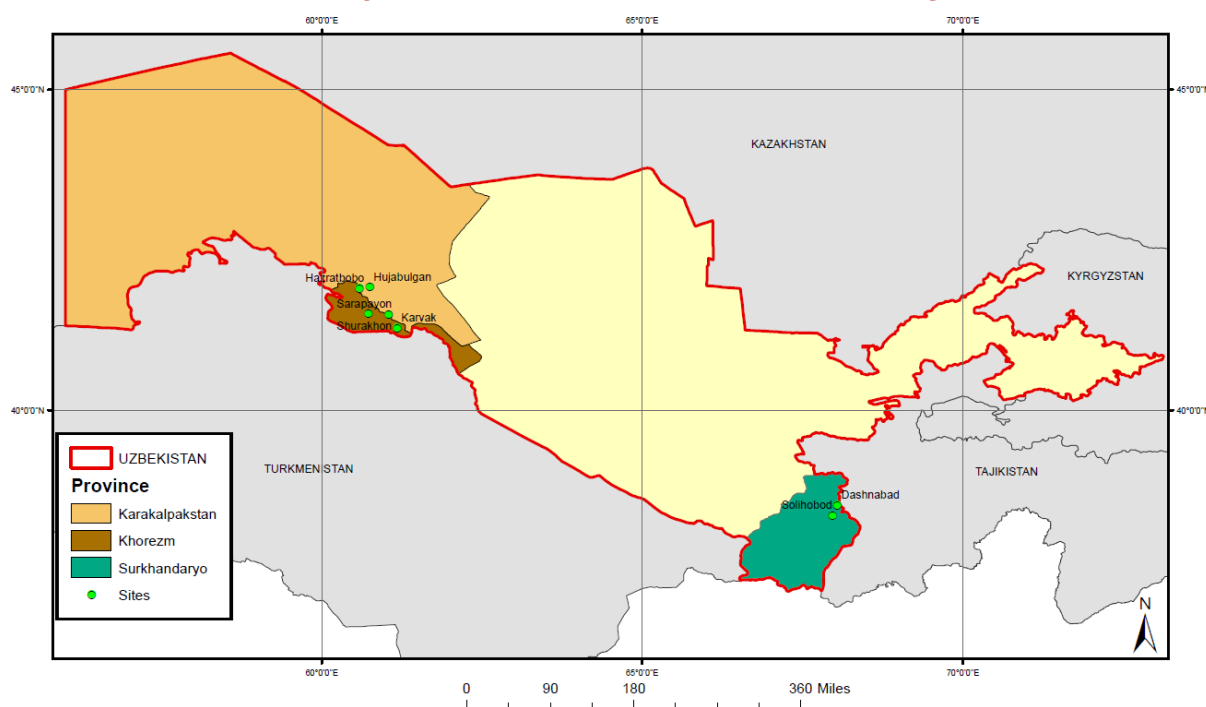 60°0'0"E 65°0'0"E 70°0'0"E
45°0'0"N 45°0'0"N
KAZAKHSTAN
KYRGYZSTAN
Hazrathobo Hujabulgan
Sarapayon
Karvak
Shurakhon
40°0'0"N 40°0'0"N
UZBEKISTAN
TURKMENISTAN
TAJIKISTAN
Province
Dashnabad
Solihobod
Karakalpakstan
Khorezm
Surkhandaryo
Sites
N
60°0'0"E 65°0'0"E 70°0'0"E
0 90 180 360 Miles